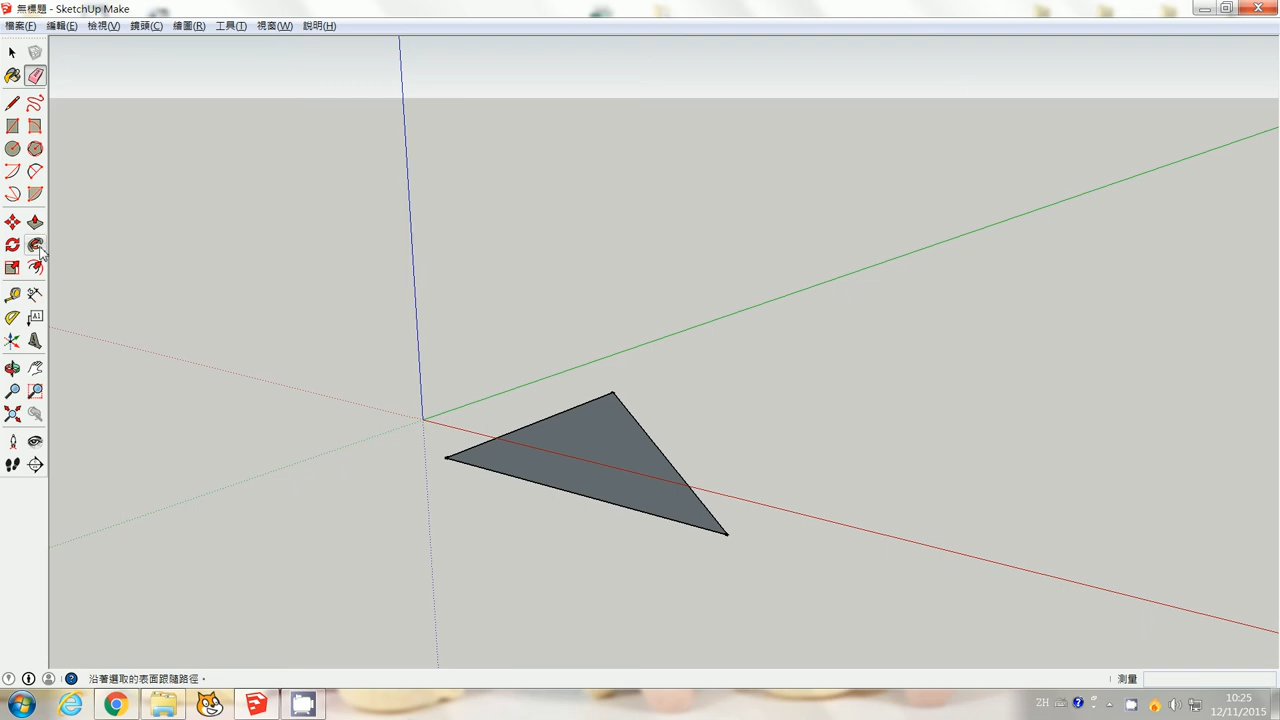 無標題 - SketchUp Make
檔案(F) 編輯(E) 檢視(V) 鏡頭(C) 繪圖(R) 工具(T) 視窗(W) 說明(H)
A1
沿著選取的表面跟隨路徑。
測量
ZH
10:25
12/11/2015